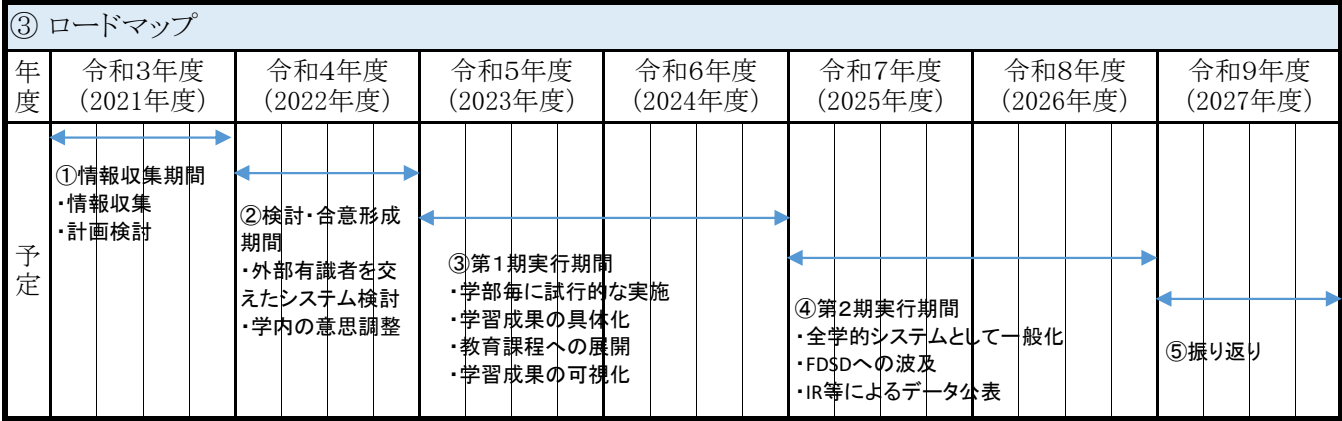 ③ ロードマップ
年度
令和3年度
(2021年度)
令和4年度
(2022年度)
令和5年度
(2023年度)
令和6年度
(2024年度)
令和7年度
(2025年度)
令和8年度
(2026年度)
令和9年度
(2027年度)
予定
①情報収集期間
・情報収集
・計画検討
②検討・合意形成
期間
・外部有識者を交
えたシステム検討
・学内の意思調整
③第1期実行期間
・学部毎に試行的な実施
・学習成果の具体化
・教育課程への展開
・学習成果の可視化
④第2期実行期間
・全学的システムとして一般化
・FDSDへの波及
・IR等によるデータ公表
⑤振り返り